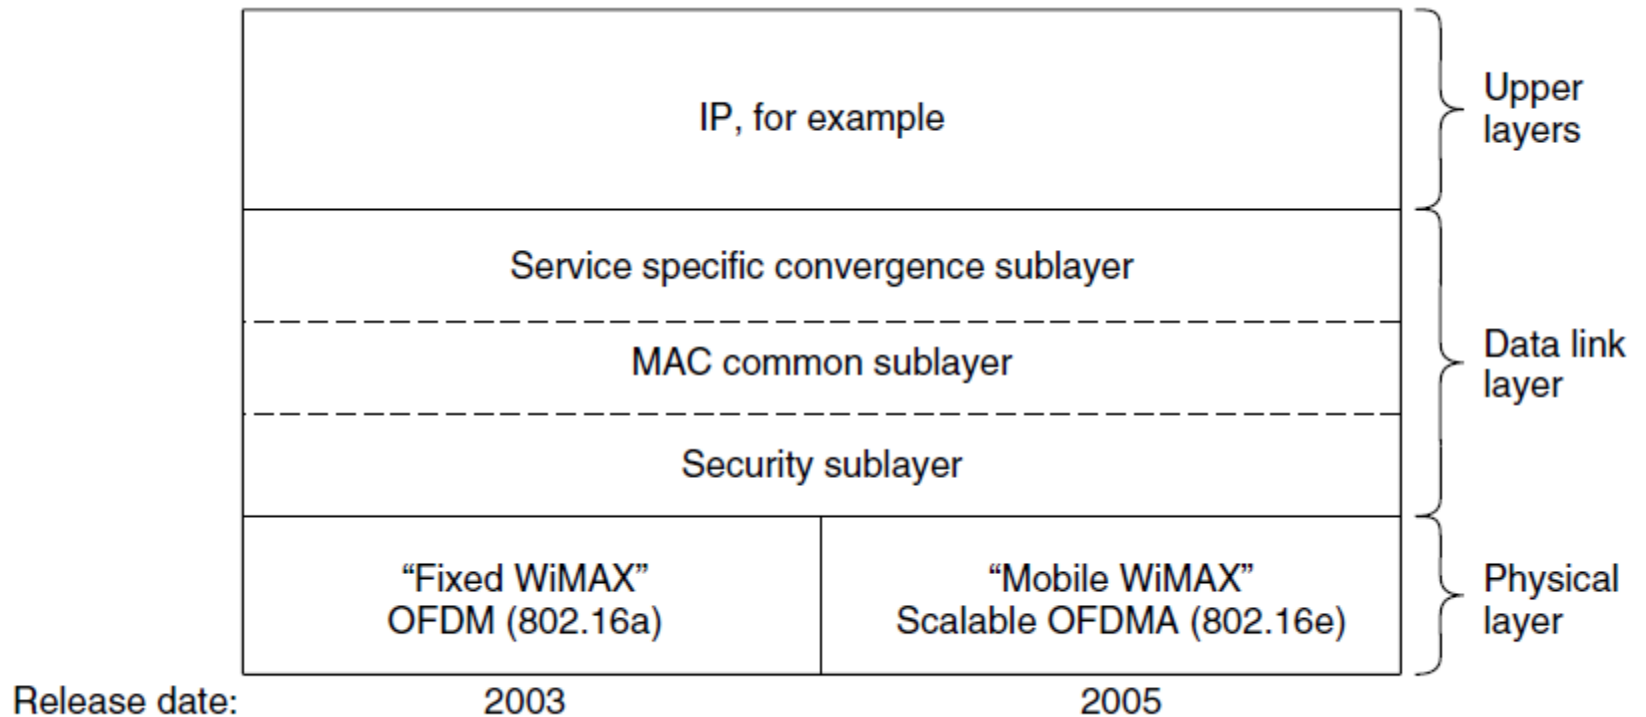 IP, for example
Upper
layers
Service specific convergence sublayer
MAC common sublayer
Data link
layer
Security sublayer
“Fixed WiMAX”
OFDM (802.16a)
“Mobile WiMAX”
Scalable OFDMA (802.16e)
Physical
layer
Release date:
2003
2005